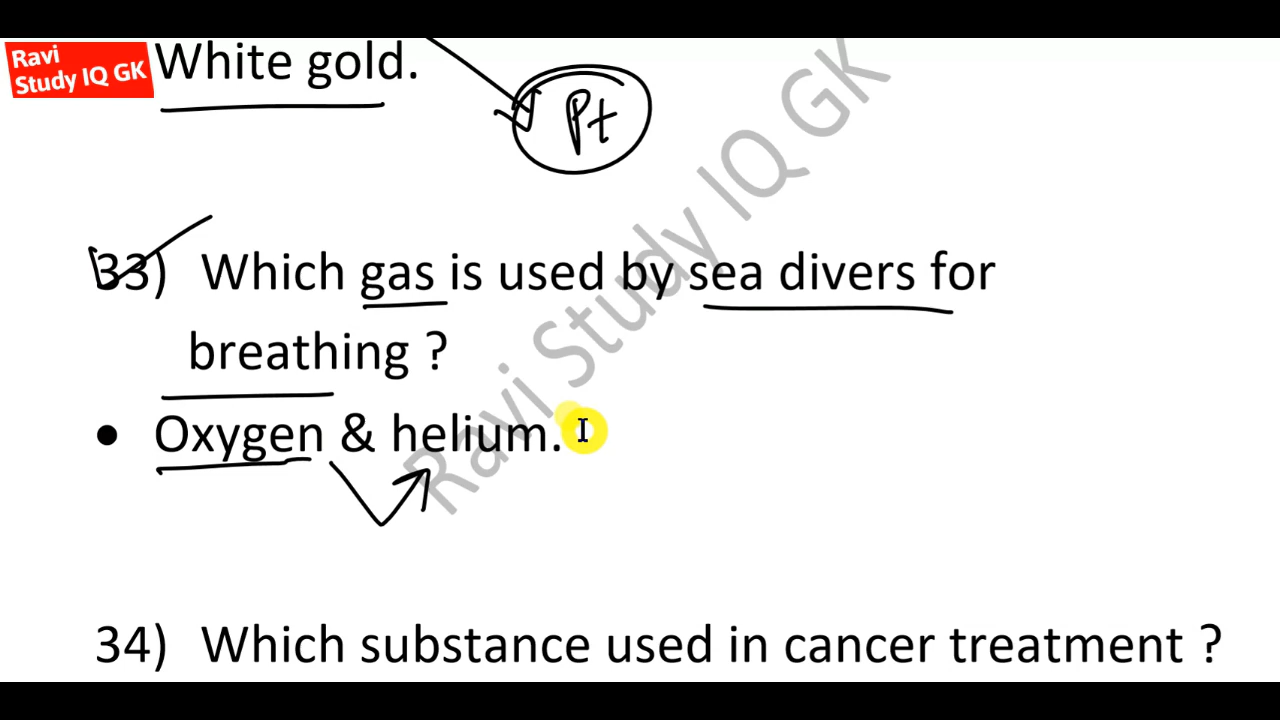 Ravi
Study IQ GK
White gold.
Pt
33) Which gas is used by sea divers for
breathing ?
• Oxygen & helium.
34) Which substance used in cancer treatment ?
Ravi Study IQ GK